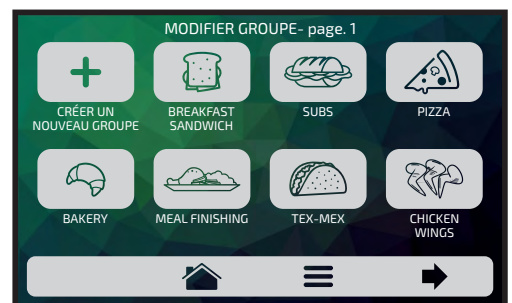 MODIFIER GROUPE- page. 1
CRÉER UN
NOUVEAU GROUPE
BREAKFAST
SANDWICH
SUBS
PIZZA
BAKERY
MEAL FINISHING
TEX-MEX
CHICKEN
WINGS